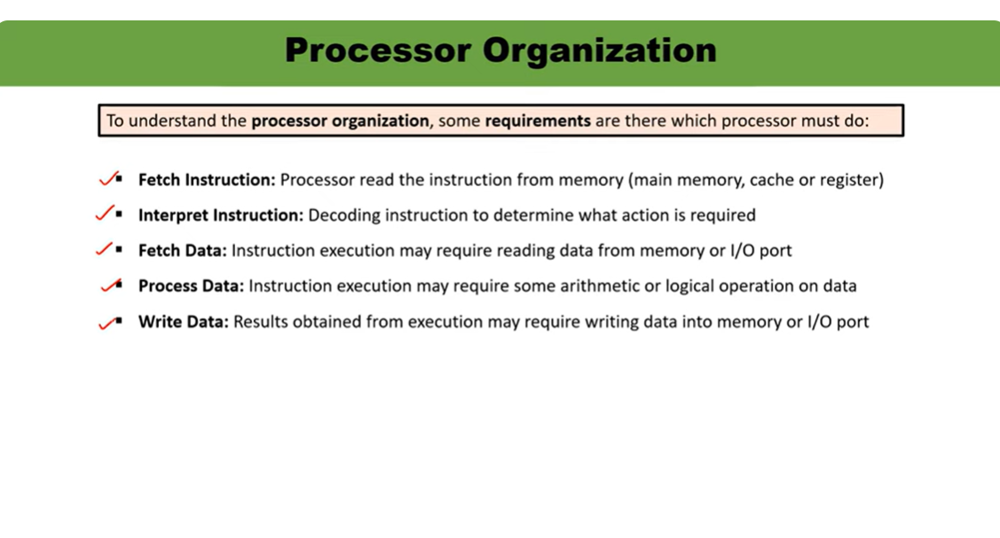 Processor Organization
To understand the processor organization, some requirements are there which processor must do:
Fetch Instruction: Processor read the instruction from memory (main memory, cache or register)
Interpret Instruction: Decoding instruction to determine what action is required
Fetch Data: Instruction execution may require reading data from memory or I/O port
Process Data: Instruction execution may require some arithmetic or logical operation on data
Write Data: Results obtained from execution may require writing data into memory or I/O port